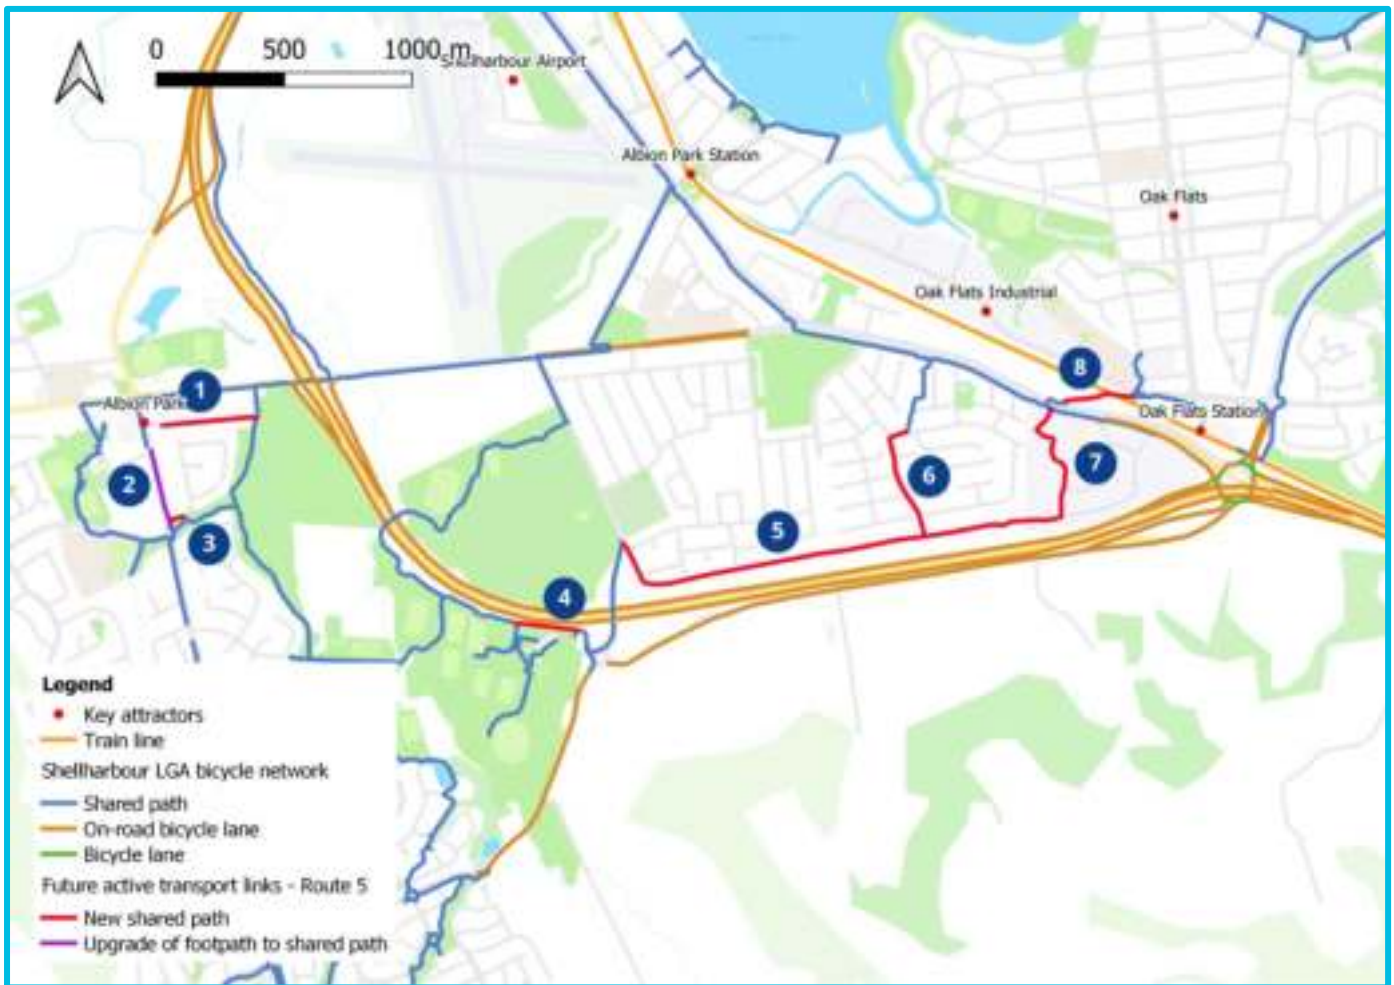 0 500 1000 m
Shellharbour Airport
Albion Park Station
Oak Flats
Oak Flats Industrial
8
1
Albion Park
Oak Flats Station
2
6
7
3
5
4
Legend
Key attractors
Train line
Shellharbour LGA bicycle network
Shared path
On-road bicycle lane
Bicycle lane
Future active transport links - Route 5
New shared path
Upgrade of footpath to shared path